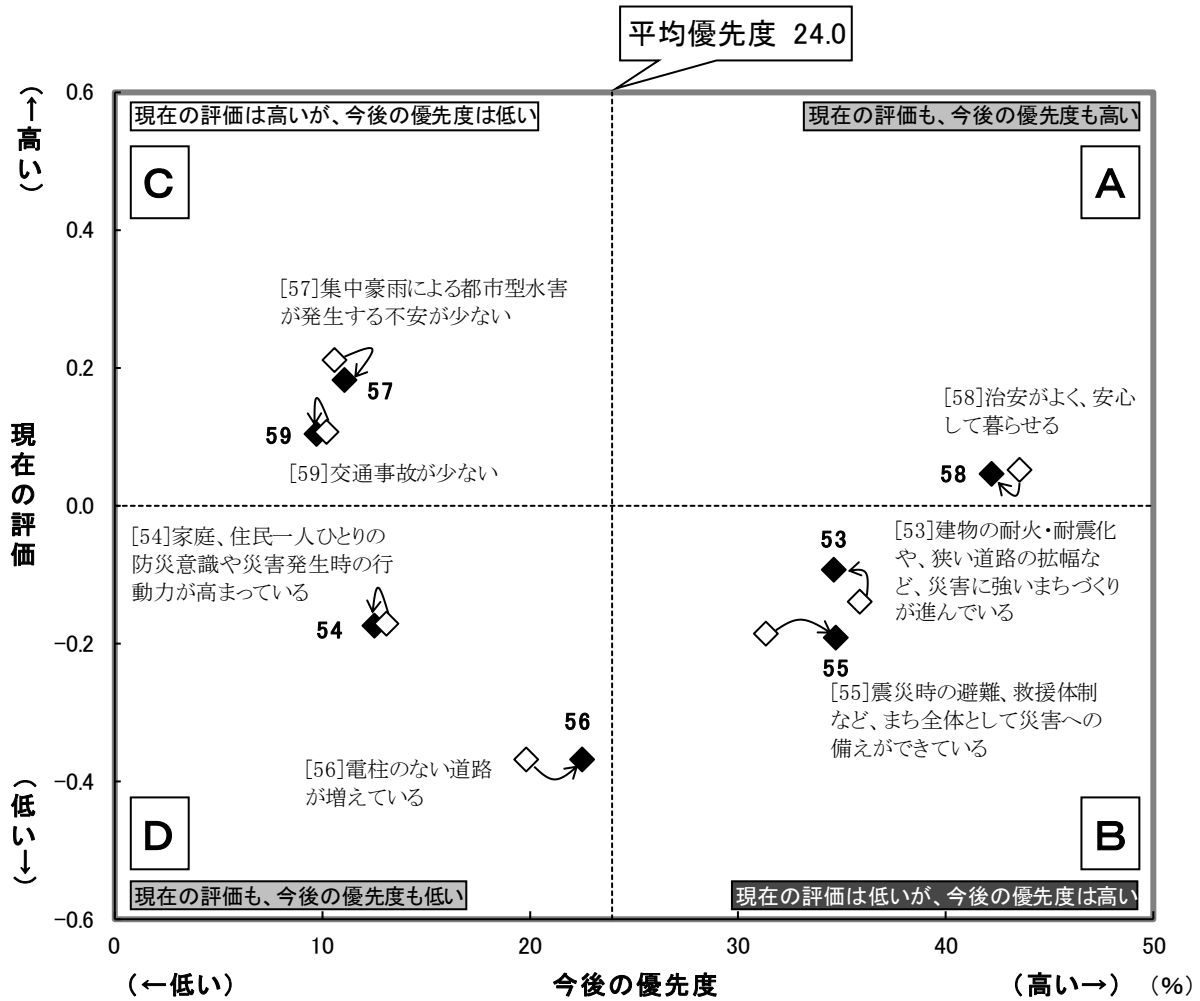 平均優先度 24.0
(↑高い)
0.6
現在の評価は高いが、今後の優先度は低い
現在の評価も、今後の優先度も高い
C
A
0.4
[57]集中豪雨による都市型水害
が発生する不安が少ない
0.2
57
[58]治安がよく、安心
して暮らせる
59
58
[59]交通事故が少ない
現在の評価
0.0
[54]家庭、住民一人ひとりの
防災意識や災害発生時の行
動力が高まっている
54
53
[53]建物の耐火・耐震化
や、狭い道路の拡幅な
ど、災害に強いまちづくり
が進んでいる
-0.2
55
[55]震災時の避難、救援体制
など、まち全体として災害への
備えができている
56
[56]電柱のない道路
が増えている
-0.4
(低い↓)
D
B
現在の評価も、今後の優先度も低い
現在の評価は低いが、今後の優先度は高い
-0.6
0 10 20 30 40 50
(←低い) 今後の優先度 (高い→) (%)